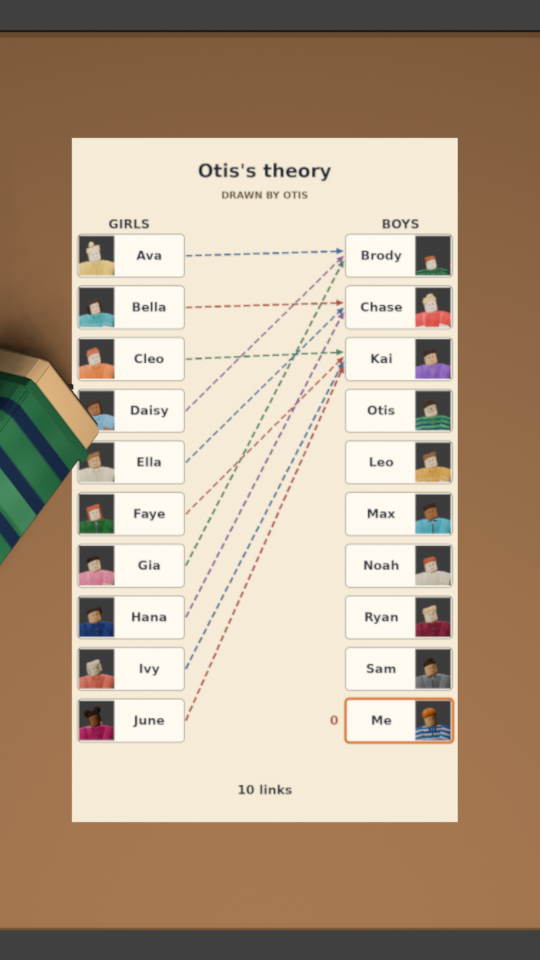 Otis's theory
DRAWN BY OTIS
GIRLS BOYS
Ava Brody
Bella Chase
Cleo Kai
Daisy Otis
Ella Leo
Faye Max
Gia Noah
Hana Ryan
Ivy Sam
June 0 Me
10 links